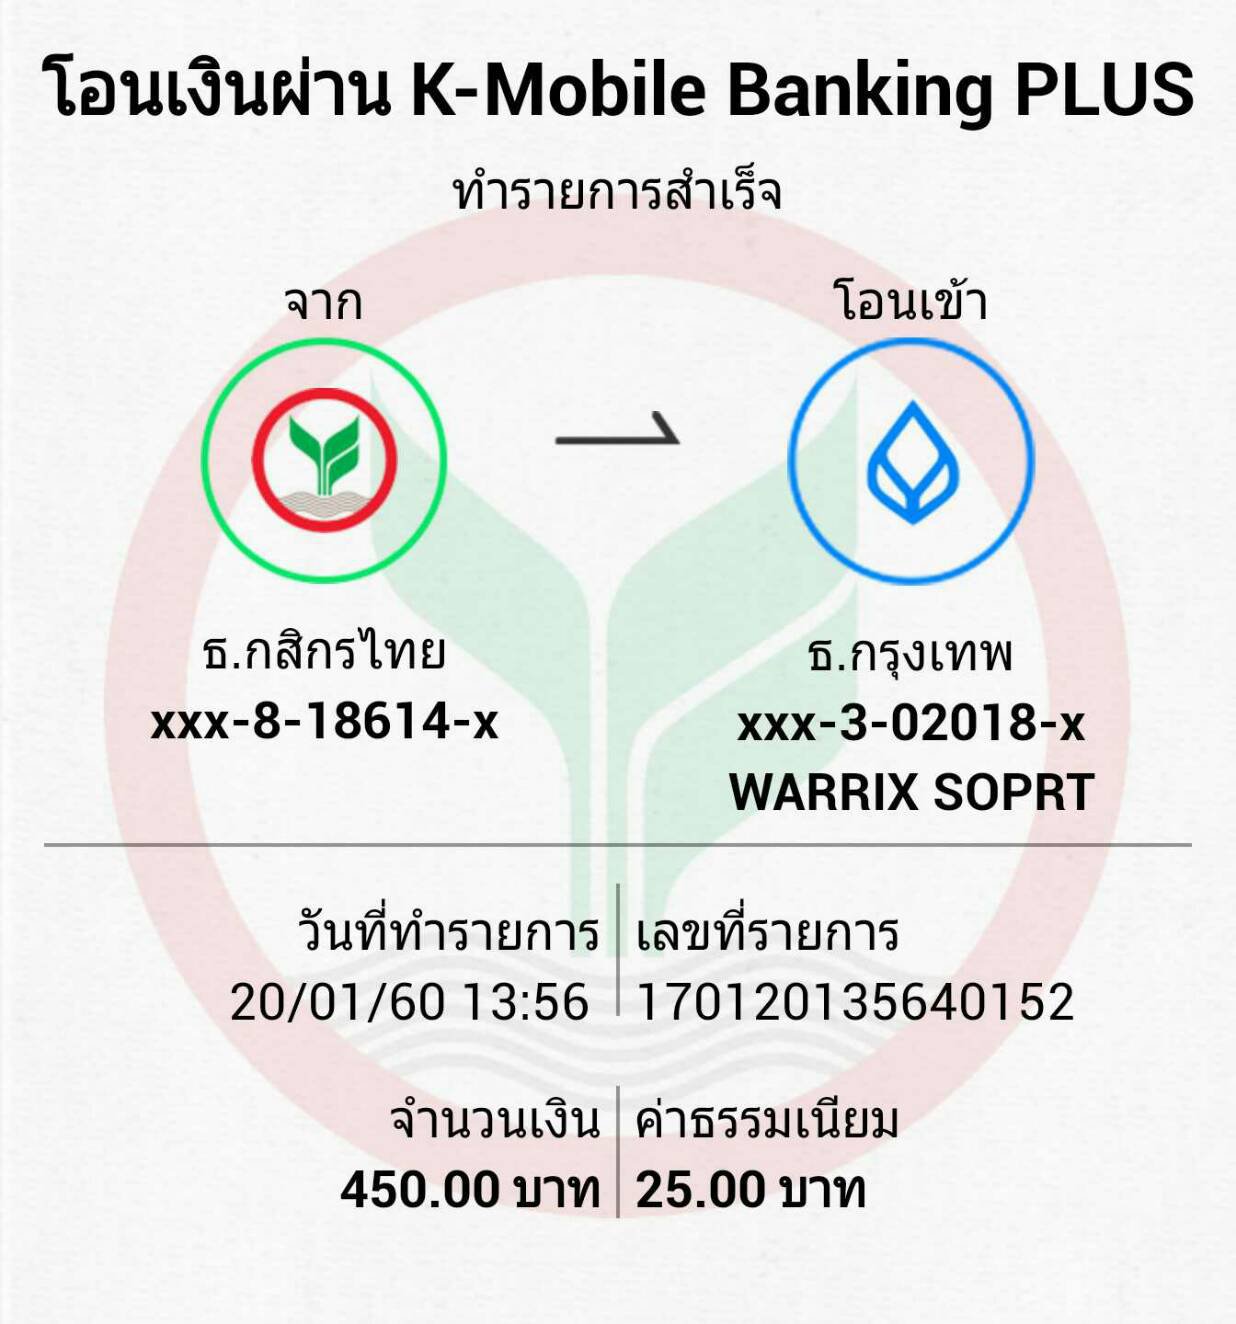 โอนเงินผ่าน K-Mobile Banking PLUS
ทำรายการสำเร็จ
จาก
โอนเข้า
ธ.กสิกรไทย
xxx-8-18614-x
ธ.กรุงเทพ
xxx-3-02018-x
WARRIX SOPRT
วันที่ทำรายการ
20/01/60 13:56
เลขที่รายการ
170120135640152
จำนวนเงิน
450.00 บาท
ค่าธรรมเนียม
25.00 บาท